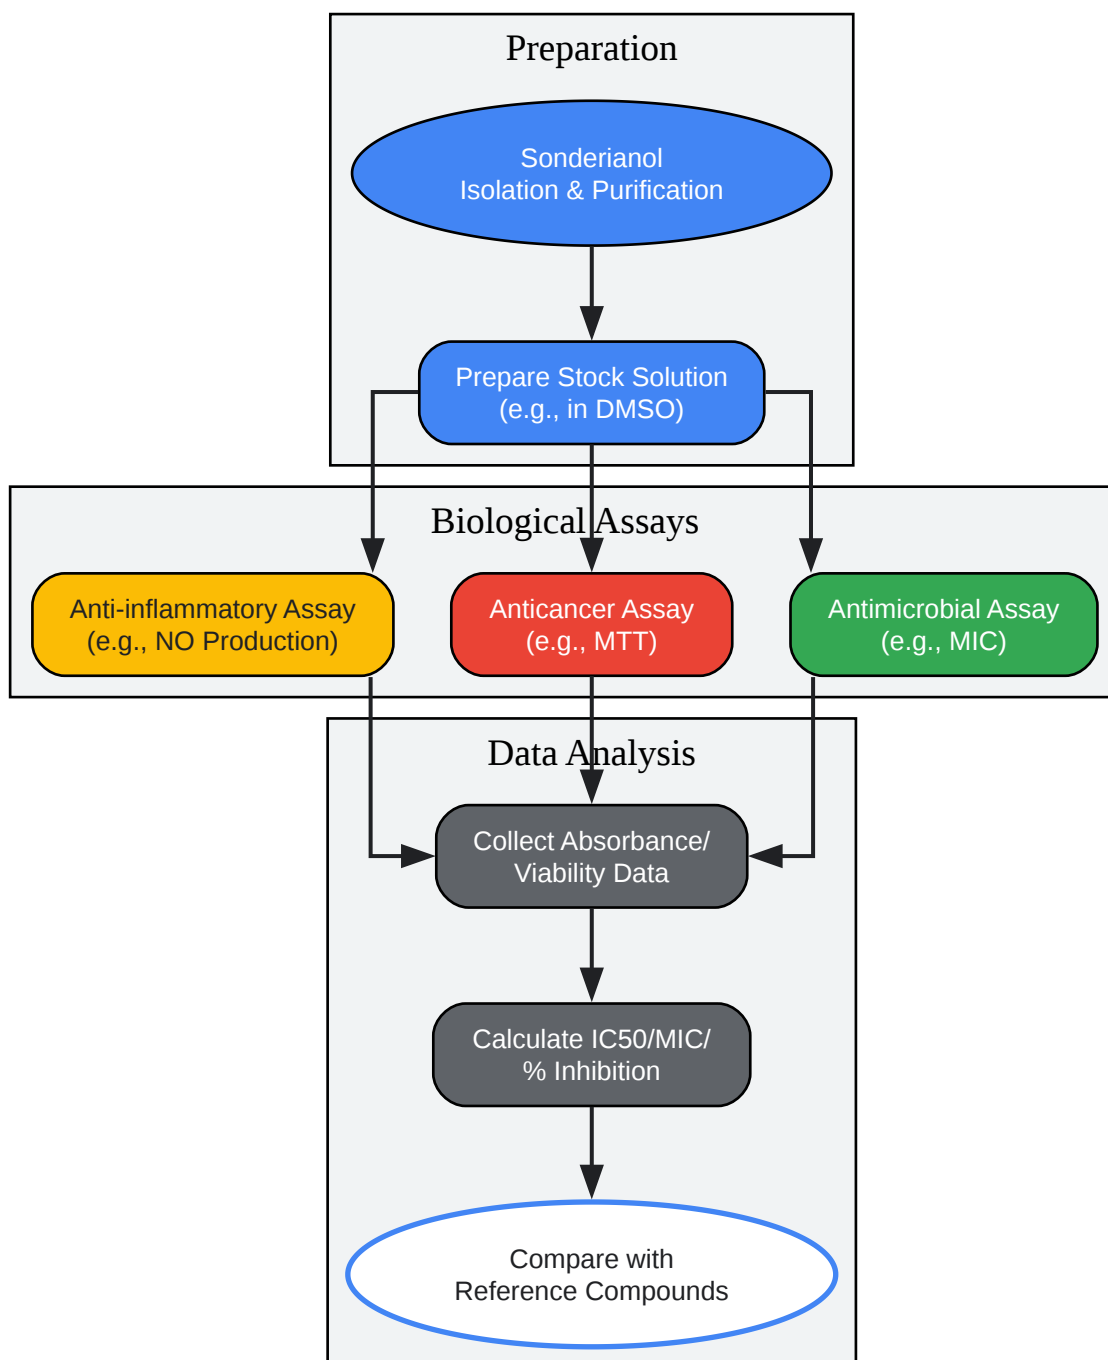 Preparation
Sonderianol
Isolation & Purification
Prepare Stock Solution
(e.g., in DMSO)
Biological Assays
Anti-inflammatory Assay
(e.g., NO Production)
Anticancer Assay
(e.g., MTT)
Antimicrobial Assay
(e.g., MIC)
Data Analysis
Collect Absorbance/
Viability Data
Calculate IC50/MIC/
% Inhibition
Compare with
Reference Compounds